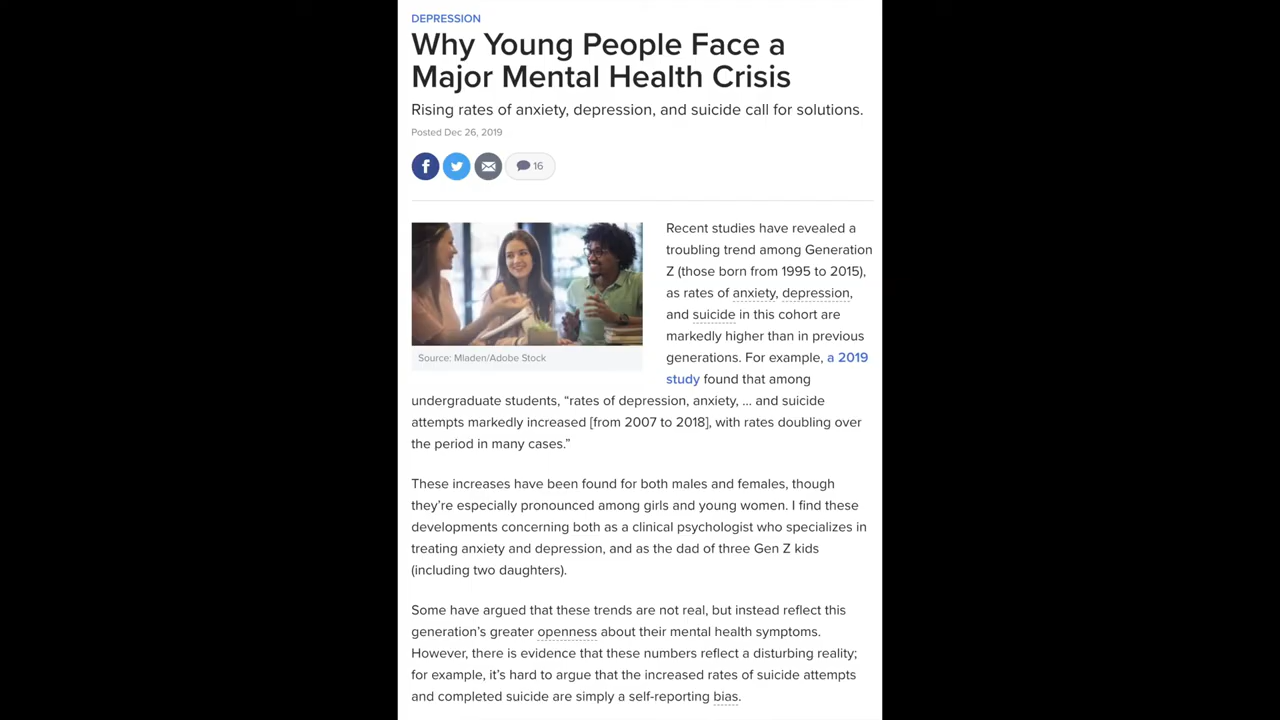 DEPRESSION
Why Young People Face a
Major Mental Health Crisis
Rising rates of anxiety, depression, and suicide call for solutions.
Posted Dec 26, 2019
f
16
Source: Mladen/Adobe Stock
Recent studies have revealed a
troubling trend among Generation
Z (those born from 1995 to 2015),
as rates of anxiety, depression,
and suicide in this cohort are
markedly higher than in previous
generations. For example, a 2019
study found that among
undergraduate students, “rates of depression, anxiety, ... and suicide
attempts markedly increased [from 2007 to 2018], with rates doubling over
the period in many cases.”
These increases have been found for both males and females, though
they’re especially pronounced among girls and young women. I find these
developments concerning both as a clinical psychologist who specializes in
treating anxiety and depression, and as the dad of three Gen Z kids
(including two daughters).
Some have argued that these trends are not real, but instead reflect this
generation’s greater openness about their mental health symptoms.
However, there is evidence that these numbers reflect a disturbing reality;
for example, it’s hard to argue that the increased rates of suicide attempts
and completed suicide are simply a self-reporting bias.